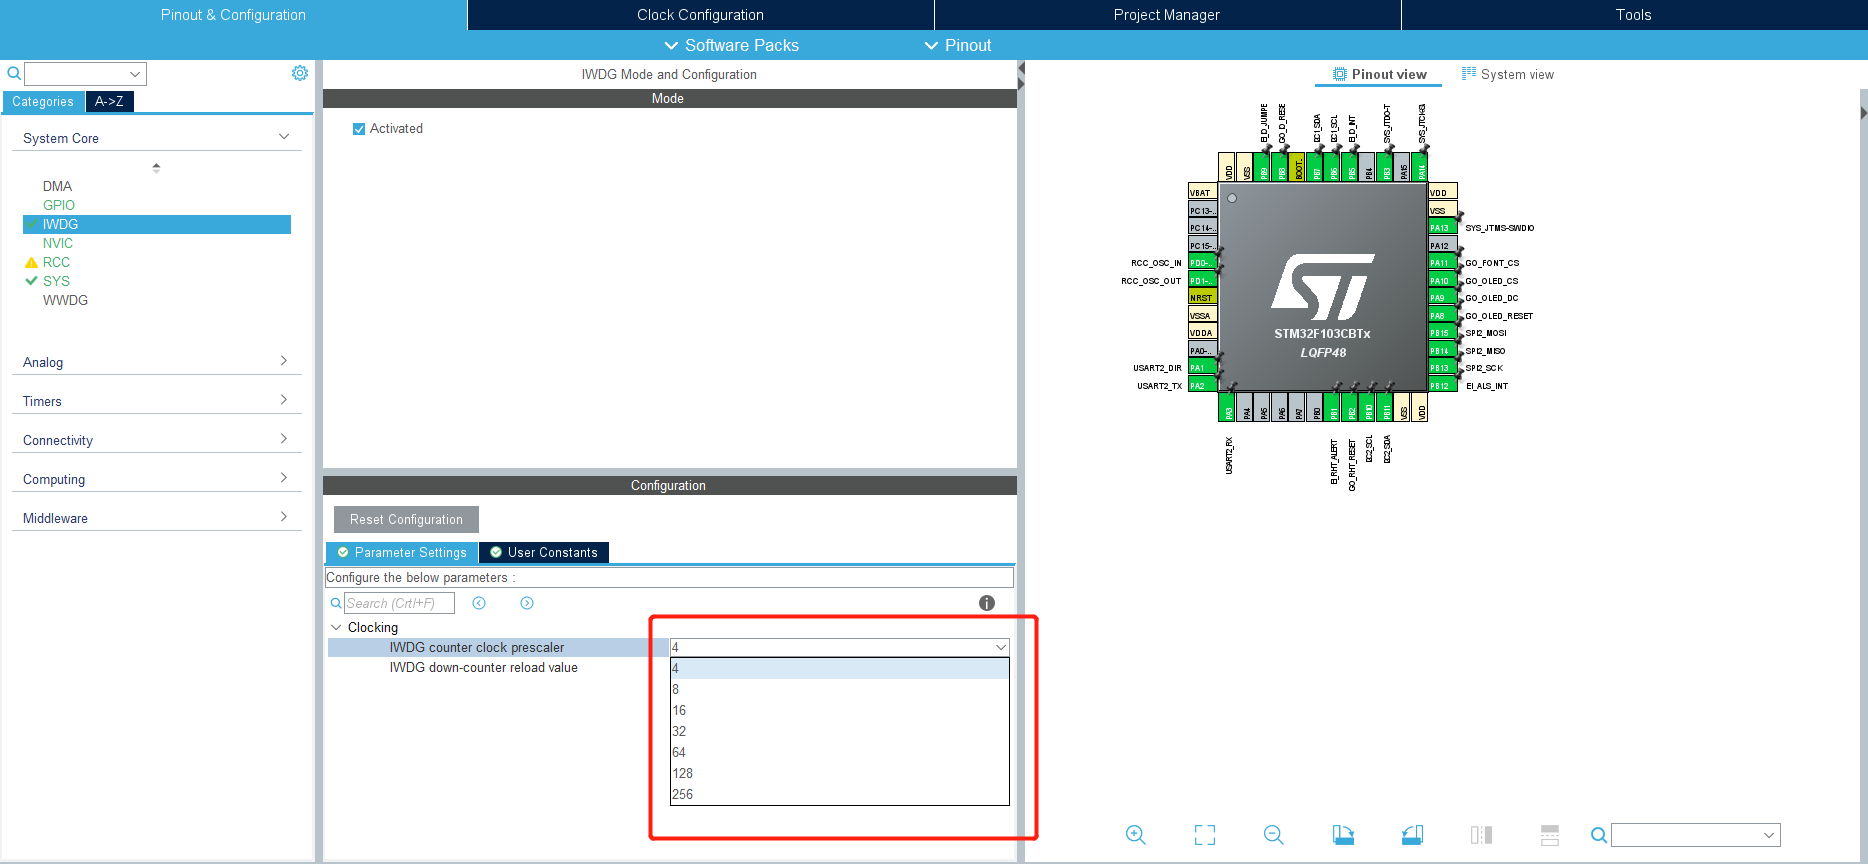 Pinout & Configuration
Clock Configuration
Project Manager
Tools
Software Packs
Pinout
Categories
A->Z
System Core
DMA
GPIO
IWDG
NVIC
RCC
SYS
WWDG
Analog
Timers
Connectivity
Computing
Middleware
IWDG Mode and Configuration
Mode
Activated
Configuration
Reset Configuration
Parameter Settings
User Constants
Configure the below parameters :
Search (Crtl+F)
Clocking
IWDG counter clock prescaler
4
IWDG down-counter reload value
4
8
16
32
64
128
256
Pinout view
System view
GO_D_RESE
EI_D_INT
SYS_JTDO-T
VDD
VSS
PB9
PB8
BOOT..
PB7
PB6
PB5
PB4
PB3
PA15
PA14
VBAT
PC13-..
PC14-..
PC15-..
RCC_OSC_IN
PD0-..
RCC_OSC_OUT
PD1-..
NRST
VSSA
VDDA
PA0-..
USART2_DIR
PA1
USART2_TX
PA2
STM32F103CBTx
LQFP48
VDD
VSS
PA13
SYS_JTMS-SWDIO
PA12
PA11
GO_FONT_CS
PA10
GO_OLED_CS
PA9
GO_OLED_DC
PA8
GO_OLED_RESET
PB15
SPI2_MOSI
PB14
SPI2_MISO
PB13
SPI2_SCK
PB12
EI_ALS_INT
PA3
PA4
PA5
PA6
PA7
PB0
PB1
PB2
PB10
PB11
VSS
VDD
USART2_RX
EI_RHT_ALERT
GO_RHT_RESET